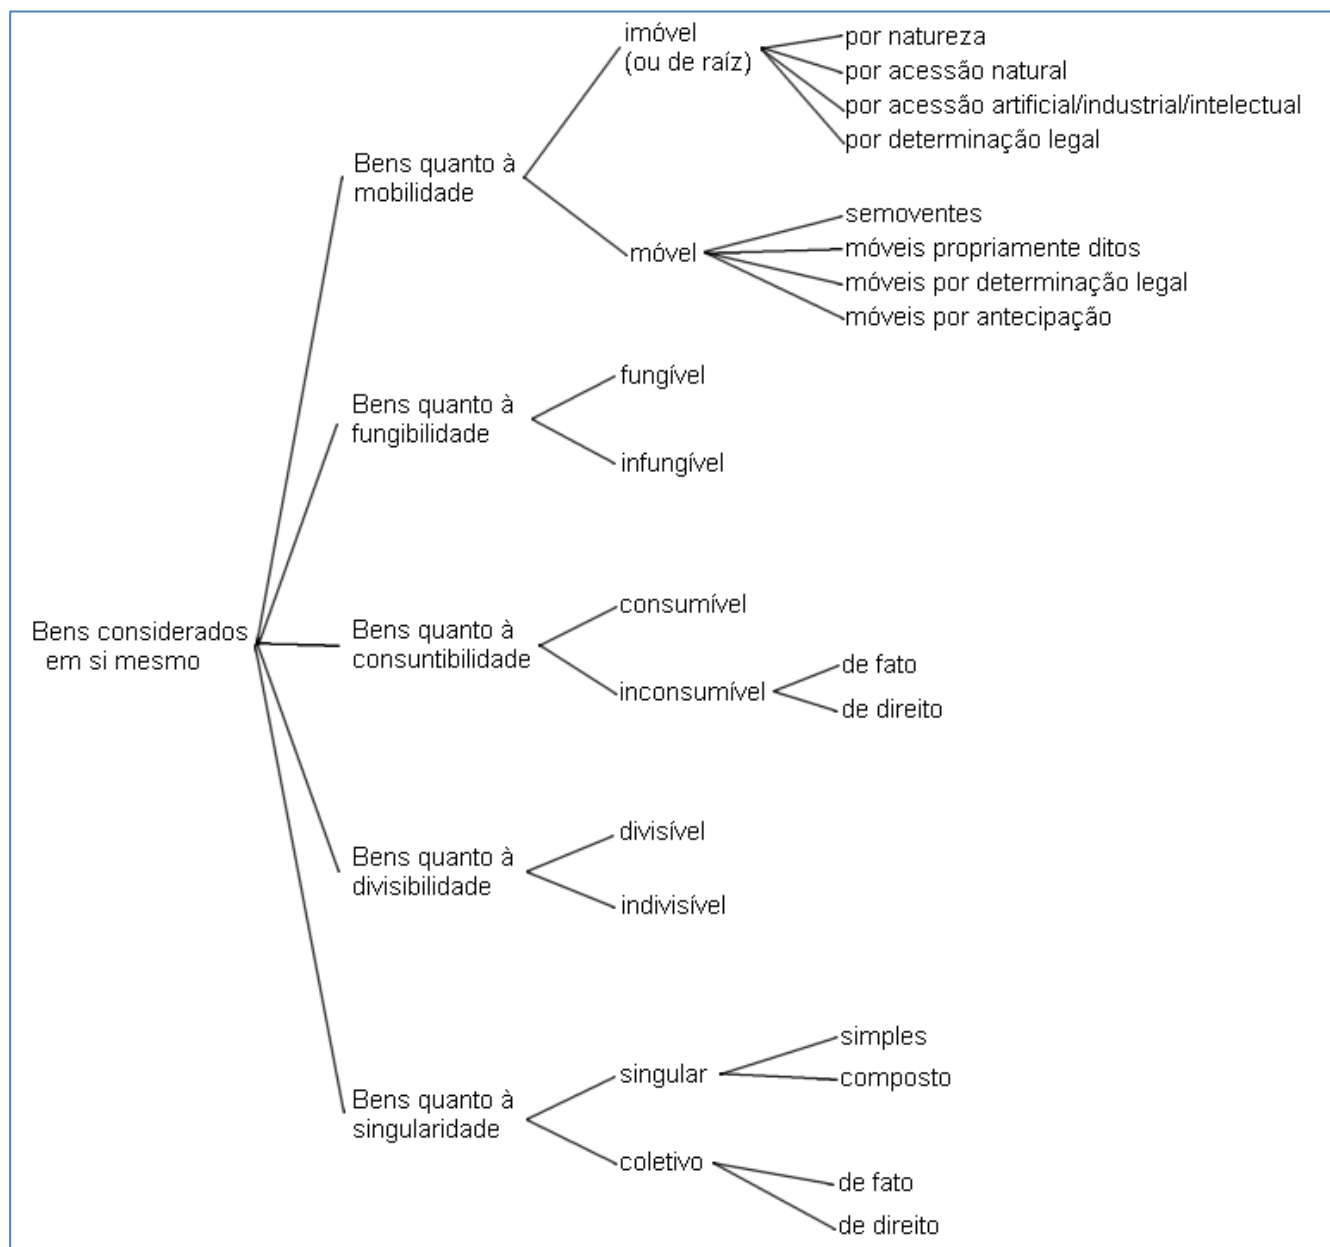 imóvel
(ou de raíz)
por natureza
por acessão natural
por acessão artificial/industrial/intelectual
por determinação legal
Bens quanto à
mobilidade
semoventes
móvel
móveis propriamente ditos
móveis por determinação legal
móveis por antecipação
fungível
Bens quanto à
fungibilidade
infungível
consumível
Bens considerados
em si mesmo
Bens quanto à
consuntibilidade
inconsumível
de fato
de direito
divisível
Bens quanto à
divisibilidade
indivisível
simples
singular
composto
Bens quanto à
singularidade
coletivo
de fato
de direito